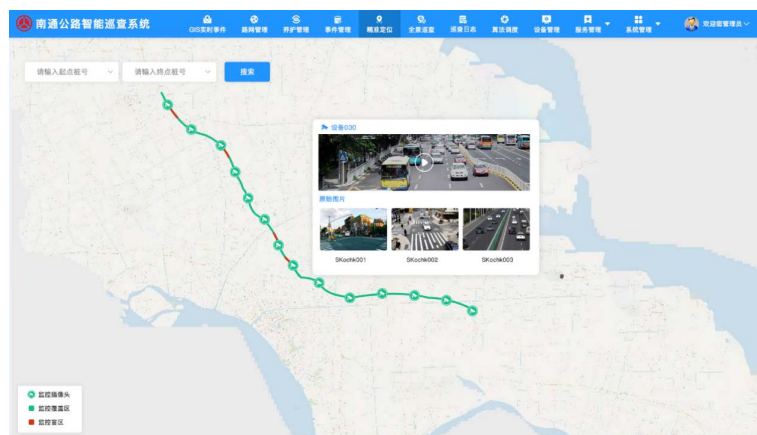 南通公路智能巡查系统
GIS实时事件
路网管理
养护管理
事件管理
精准定位
全景巡查
巡查日志
算法调度
设备管理
服务管理
系统管理
欢迎您管理员
请输入起点桩号
请输入终点桩号
搜索
设备030
原始图片
SKochk001
SKochk002
SKochk003
监控摄像头
监控覆盖区
监控盲区